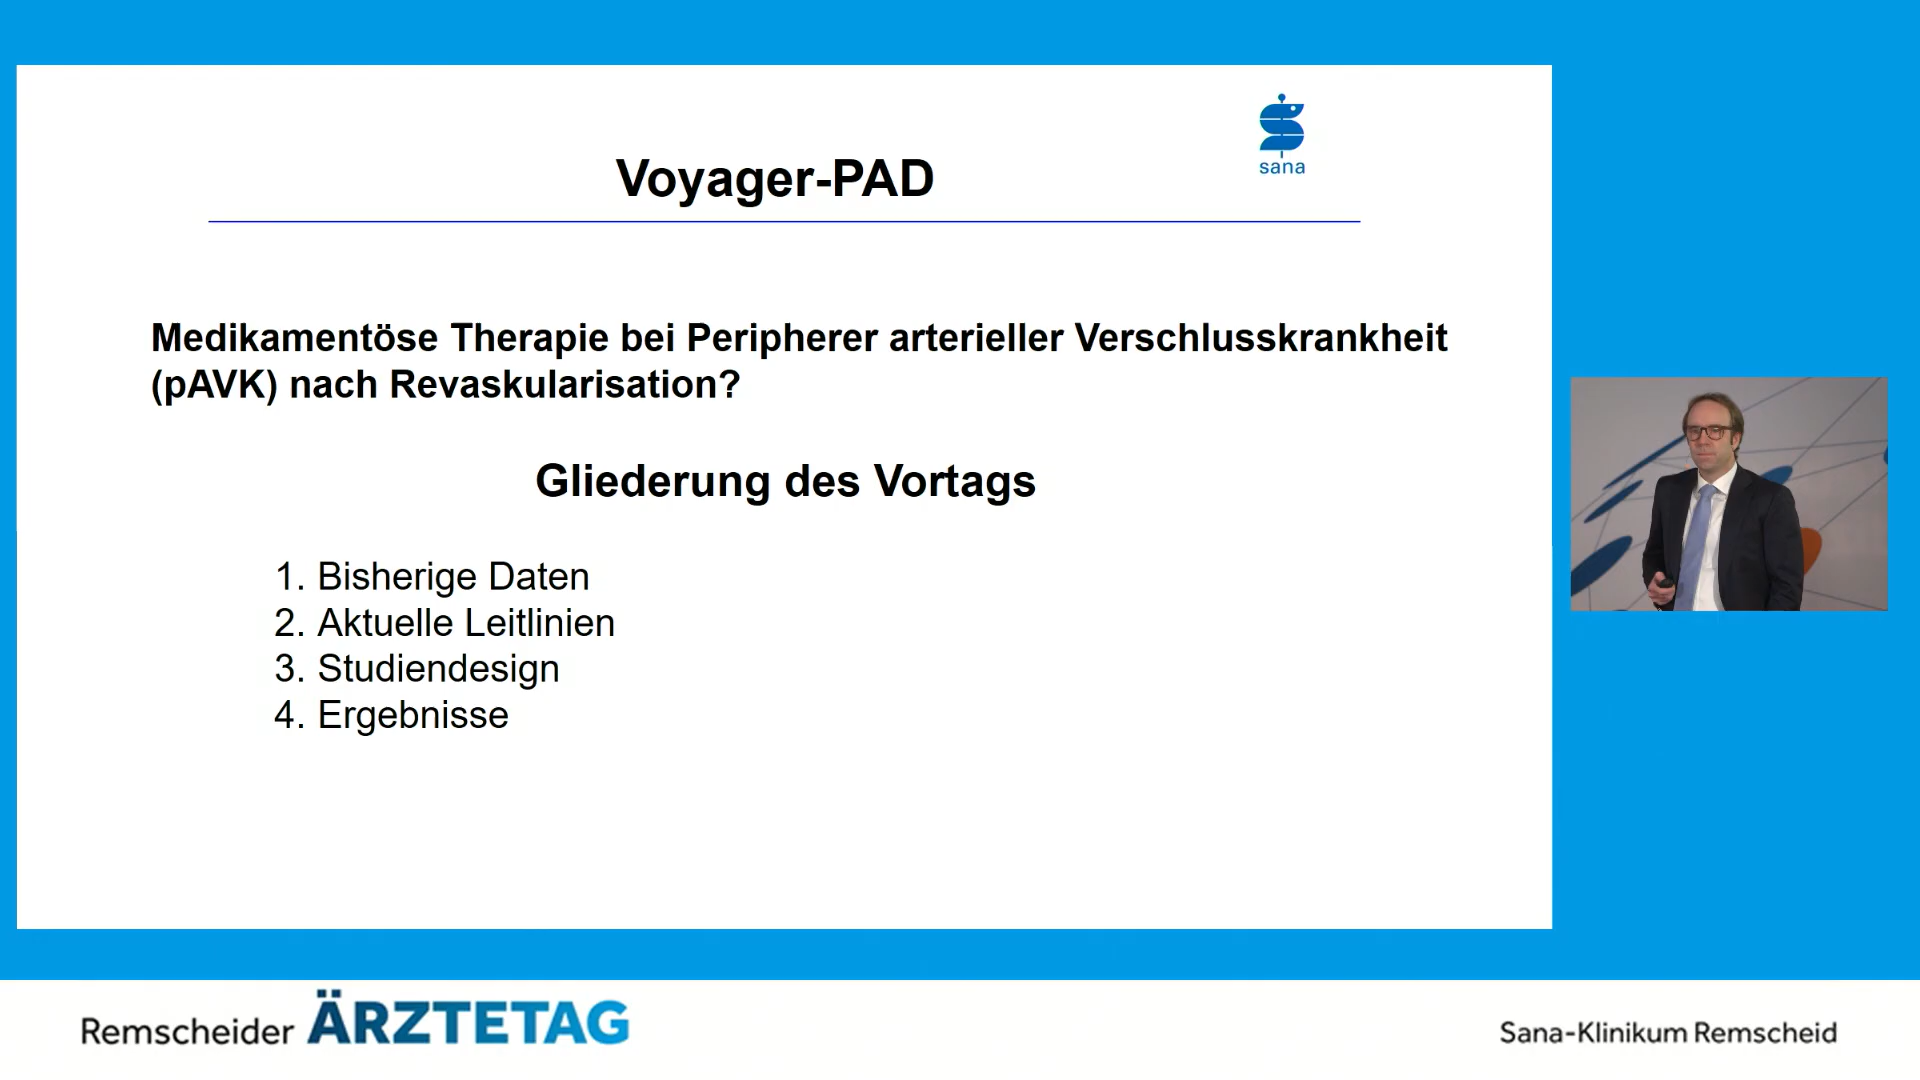 sana
Voyager-PAD
Medikamentöse Therapie bei Peripherer arterieller Verschlusskrankheit
(pAVK) nach Revaskularisation?
Gliederung des Vortags
1. Bisherige Daten
2. Aktuelle Leitlinien
3. Studiendesign
4. Ergebnisse
Remscheider ÄRZTETAG
Sana-Klinikum Remscheid